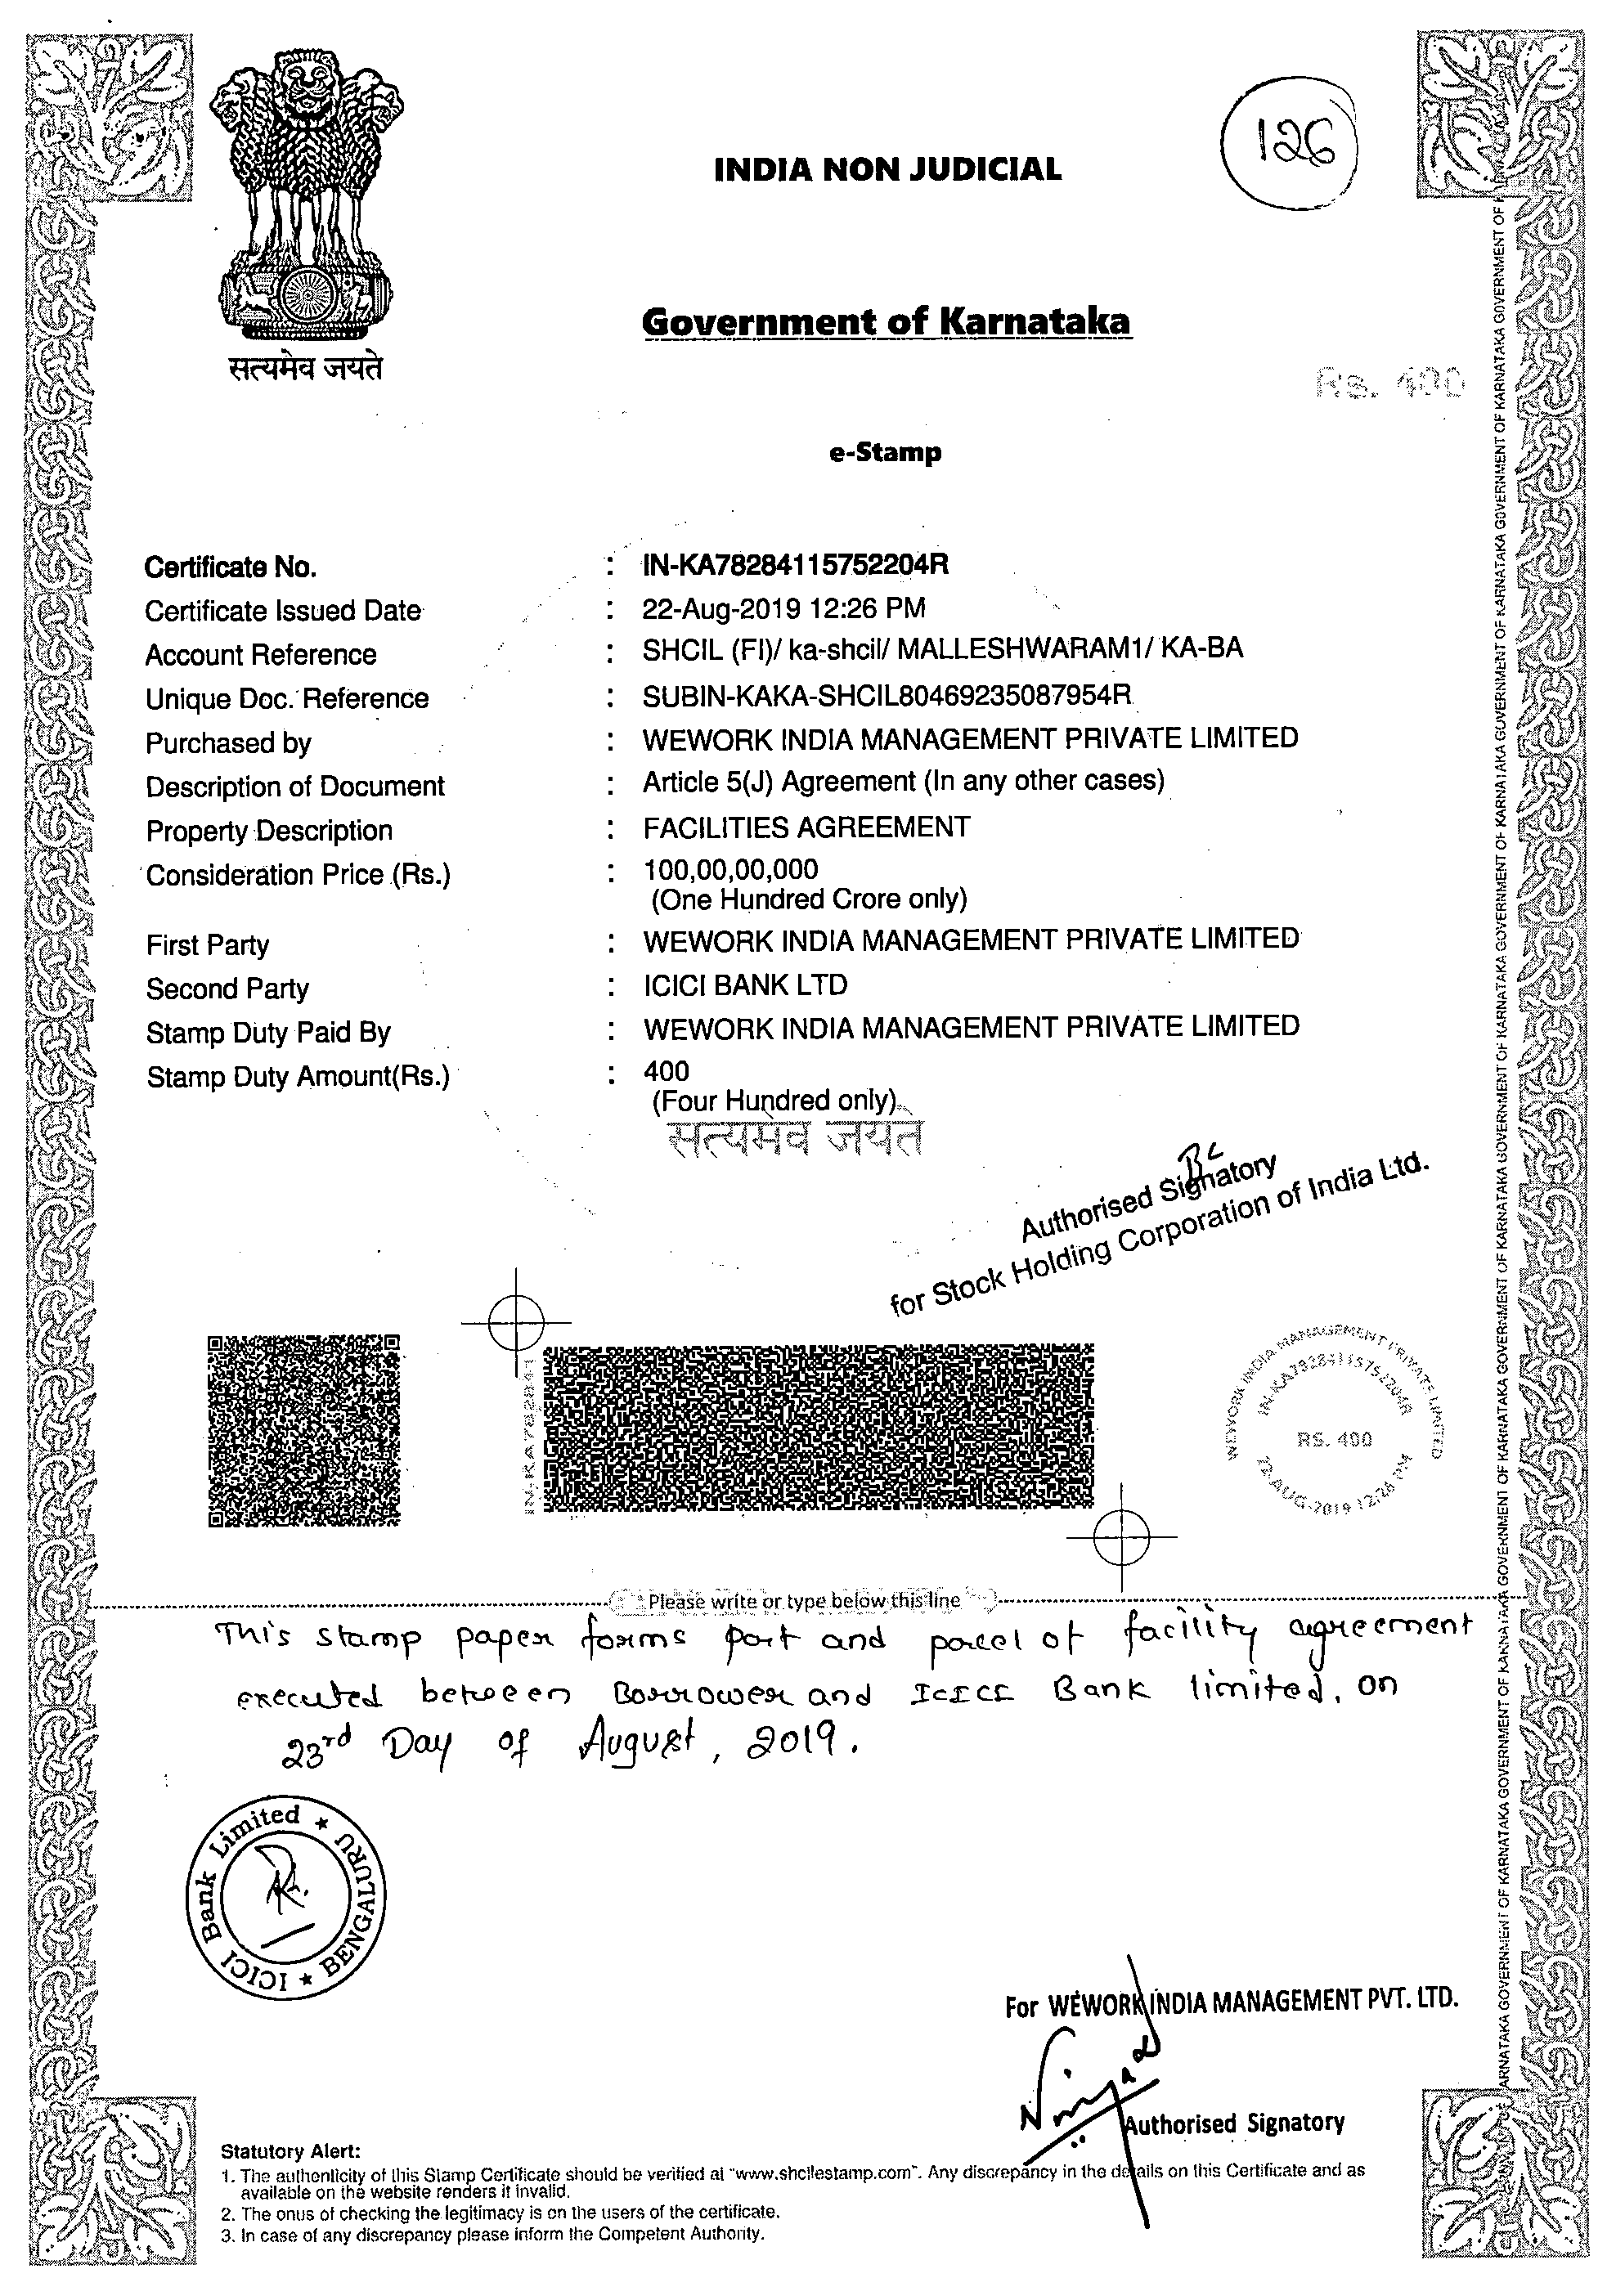 INDIA NON JUDICIAL
126
Government of Karnataka
सत्यमेव जयते
Rs. 400
e-Stamp
Certificate No. : IN-KA78284115752204R
Certificate Issued Date : 22-Aug-2019 12:26 PM
Account Reference : SHCIL (FI)/ ka-shcil/ MALLESHWARAM1/ KA-BA
Unique Doc. Reference : SUBIN-KAKA-SHCIL80469235087954R
Purchased by : WEWORK INDIA MANAGEMENT PRIVATE LIMITED
Description of Document : Article 5(J) Agreement (In any other cases)
Property Description : FACILITIES AGREEMENT
Consideration Price (Rs.) : 100,00,00,000
(One Hundred Crore only)
First Party : WEWORK INDIA MANAGEMENT PRIVATE LIMITED
Second Party : ICICI BANK LTD
Stamp Duty Paid By : WEWORK INDIA MANAGEMENT PRIVATE LIMITED
Stamp Duty Amount(Rs.) : 400
(Four Hundred only)
सत्यमेव जयते
Authorised Signatory
for Stock Holding Corporation of India Ltd.
IN-KA782841
WEWORK INDIA MANAGEMENT PRIVATE LIMITED
IN-KA78284115752204R
RS. 400
22-AUG-2019 12:26 PM
Please write or type below this line
This stamp paper forms part and parcel of facility agreement
executed between Borrower and ICICI Bank limited, on
23rd Day of August, 2019.
ICICI Bank Limited ★ BENGALURU ★
For WEWORK INDIA MANAGEMENT PVT. LTD.
Authorised Signatory
Statutory Alert:
1. The authenticity of this Stamp Certificate should be verified at "www.shcilestamp.com". Any discrepancy in the details on this Certificate and as
available on the website renders it invalid.
2. The onus of checking the legitimacy is on the users of the certificate.
3. In case of any discrepancy please inform the Competent Authority.
GOVERNMENT OF KARNATAKA GOVERNMENT OF KARNATAKA GOVERNMENT OF KARNATAKA